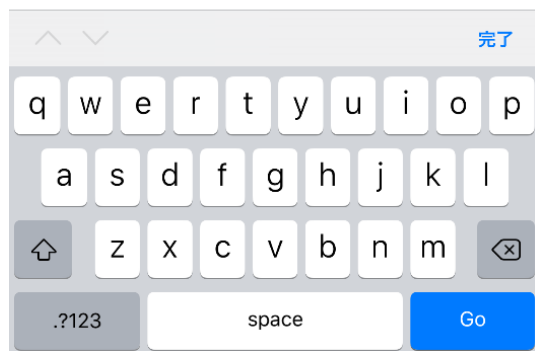 完了
q w e r t y u i o p
a s d f g h j k l
z x c v b n m
.?123 space Go